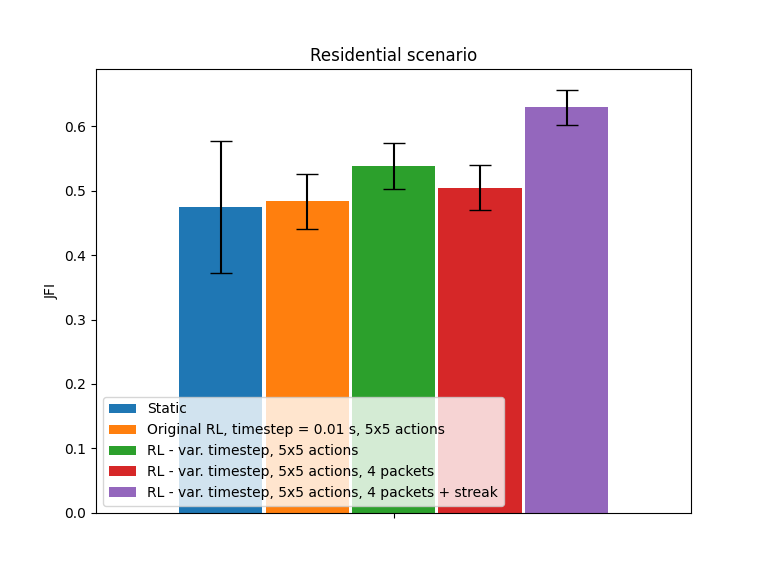 Residential scenario
JFI
0.6
0.5
0.4
0.3
0.2
0.1
0.0
Static
Original RL, timestep = 0.01 s, 5x5 actions
RL - var. timestep, 5x5 actions
RL - var. timestep, 5x5 actions, 4 packets
RL - var. timestep, 5x5 actions, 4 packets + streak